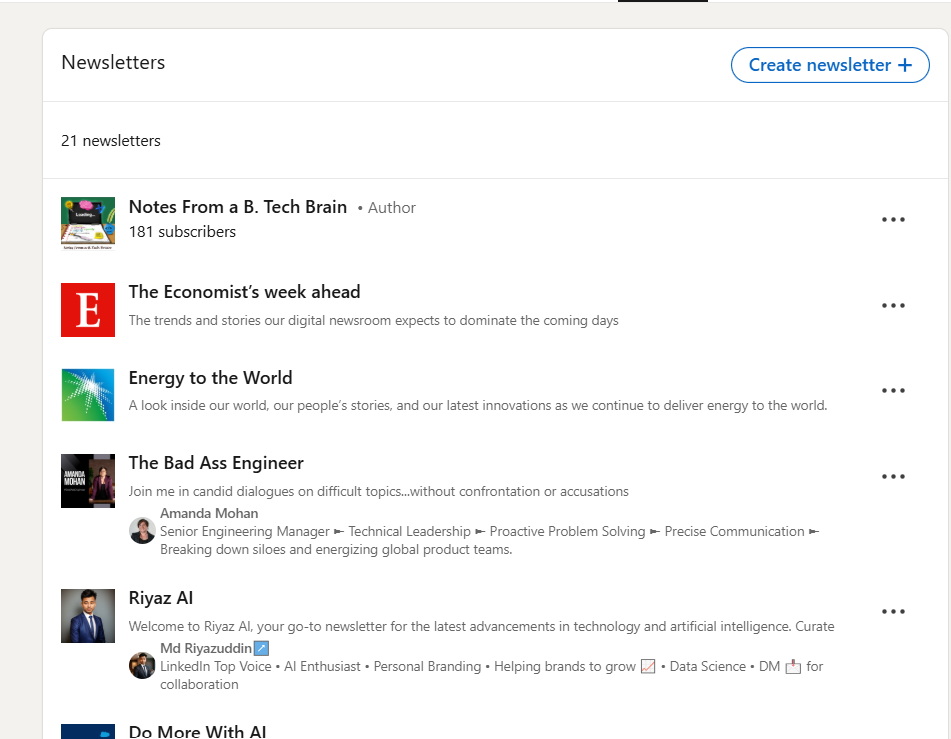 Newsletters
Create newsletter +
21 newsletters
Loading...
Notes From a B. Tech Brain • Author
181 subscribers
Notes From a B. Tech Brain
E
The Economist’s week ahead
The trends and stories our digital newsroom expects to dominate the coming days
Energy to the World
A look inside our world, our people’s stories, and our latest innovations as we continue to deliver energy to the world.
AMANDA
MOHAN
The Bad Ass Engineer
Join me in candid dialogues on difficult topics...without confrontation or accusations
Amanda Mohan
Senior Engineering Manager ► Technical Leadership ► Proactive Problem Solving ► Precise Communication ►
Breaking down siloes and energizing global product teams.
Riyaz AI
Welcome to Riyaz AI, your go-to newsletter for the latest advancements in technology and artificial intelligence. Curate
Md Riyazuddin↗️
LinkedIn Top Voice • AI Enthusiast • Personal Branding • Helping brands to grow 📈 • Data Science • DM 📩 for
collaboration
Do More With AI